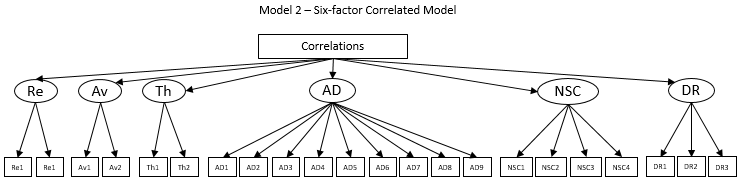 Model 2 – Six-factor Correlated Model
Correlations
Re Av Th AD NSC DR
Re1 Re1 Av1 Av2 Th1 Th2 AD1 AD2 AD3 AD4 AD5 AD6 AD7 AD8 AD9 NSC1 NSC2 NSC3 NSC4 DR1 DR2 DR3